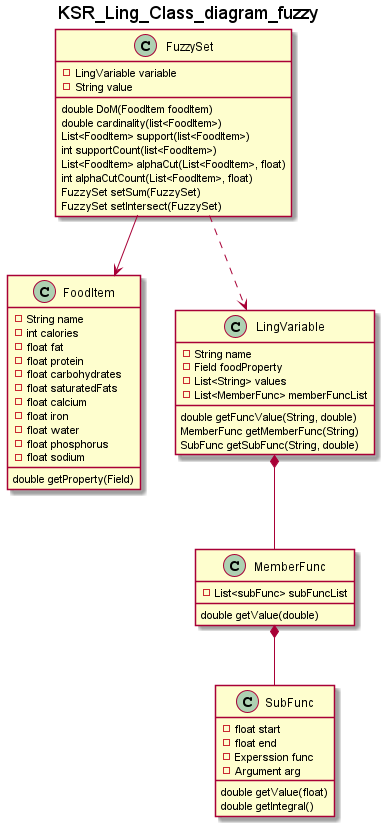 KSR_Ling_Class_diagram_fuzzy
C FuzzySet
LingVariable variable
String value
double DoM(FoodItem foodItem)
double cardinality(list<FoodItem>)
List<FoodItem> support(list<FoodItem>)
int supportCount(list<FoodItem>)
List<FoodItem> alphaCut(List<FoodItem>, float)
int alphaCutCount(List<FoodItem>, float)
FuzzySet setSum(FuzzySet)
FuzzySet setIntersect(FuzzySet)
C FoodItem
String name
int calories
float fat
float protein
float carbohydrates
float saturatedFats
float calcium
float iron
float water
float phosphorus
float sodium
double getProperty(Field)
C LingVariable
String name
Field foodProperty
List<String> values
List<MemberFunc> memberFuncList
double getFuncValue(String, double)
MemberFunc getMemberFunc(String)
SubFunc getSubFunc(String, double)
C MemberFunc
List<subFunc> subFuncList
double getValue(double)
C SubFunc
float start
float end
Experssion func
Argument arg
double getValue(float)
double getIntegral()